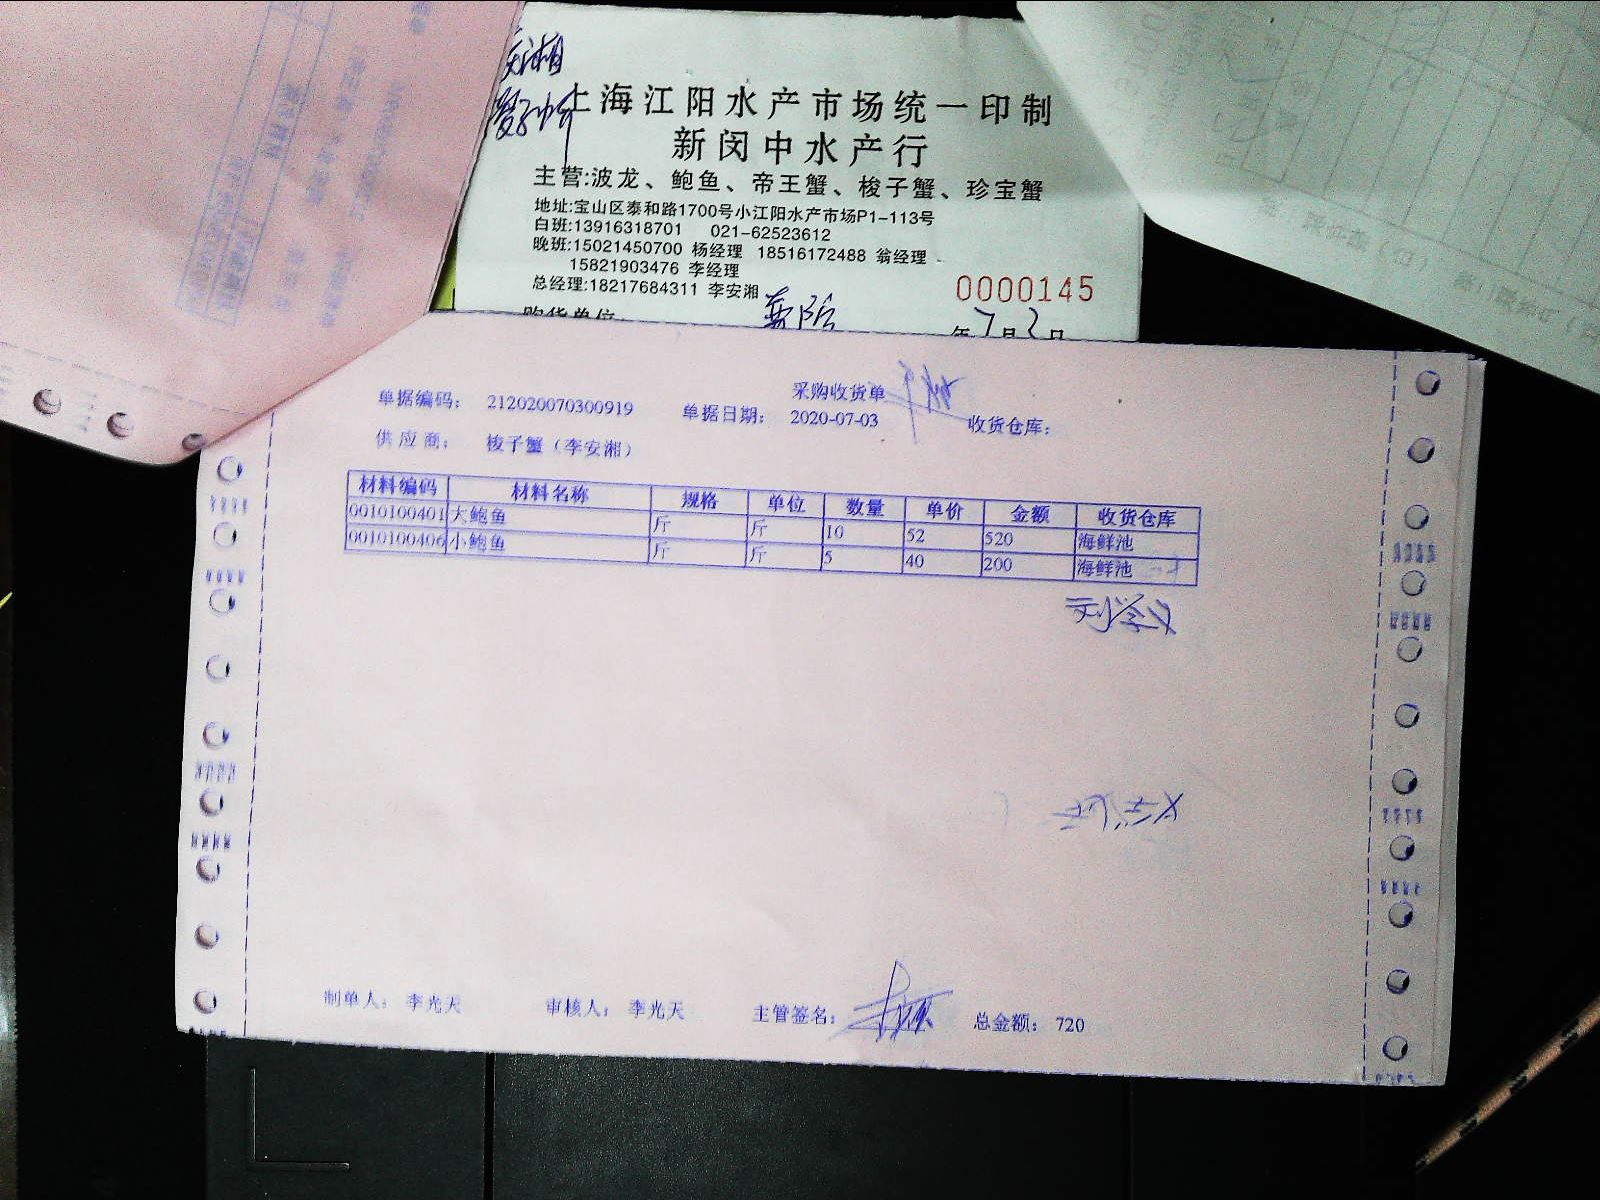 上海江阳水产市场统一印制
新闵中水产行
主营:波龙、鲍鱼、帝王蟹、梭子蟹、珍宝蟹
地址:宝山区泰和路1700号小江阳水产市场P1-113号
白班:13916318701 021-62523612
晚班:15021450700 杨经理 18516172488 翁经理
15821903476 李经理
总经理:18217684311 李安湘
0000145
购货单位:
年7月2日
采购收货单
单据编码: 212020070300919 单据日期: 2020-07-03 收货仓库:
供应商: 梭子蟹(李安湘)
材料编码 材料名称 规格 单位 数量 单价 金额 收货仓库
0010100401 大鲍鱼 斤 斤 10 52 520 海鲜池
0010100406 小鲍鱼 斤 斤 5 40 200 海鲜池
制单人: 李光天 审核人: 李光天 主管签名: 总金额: 720